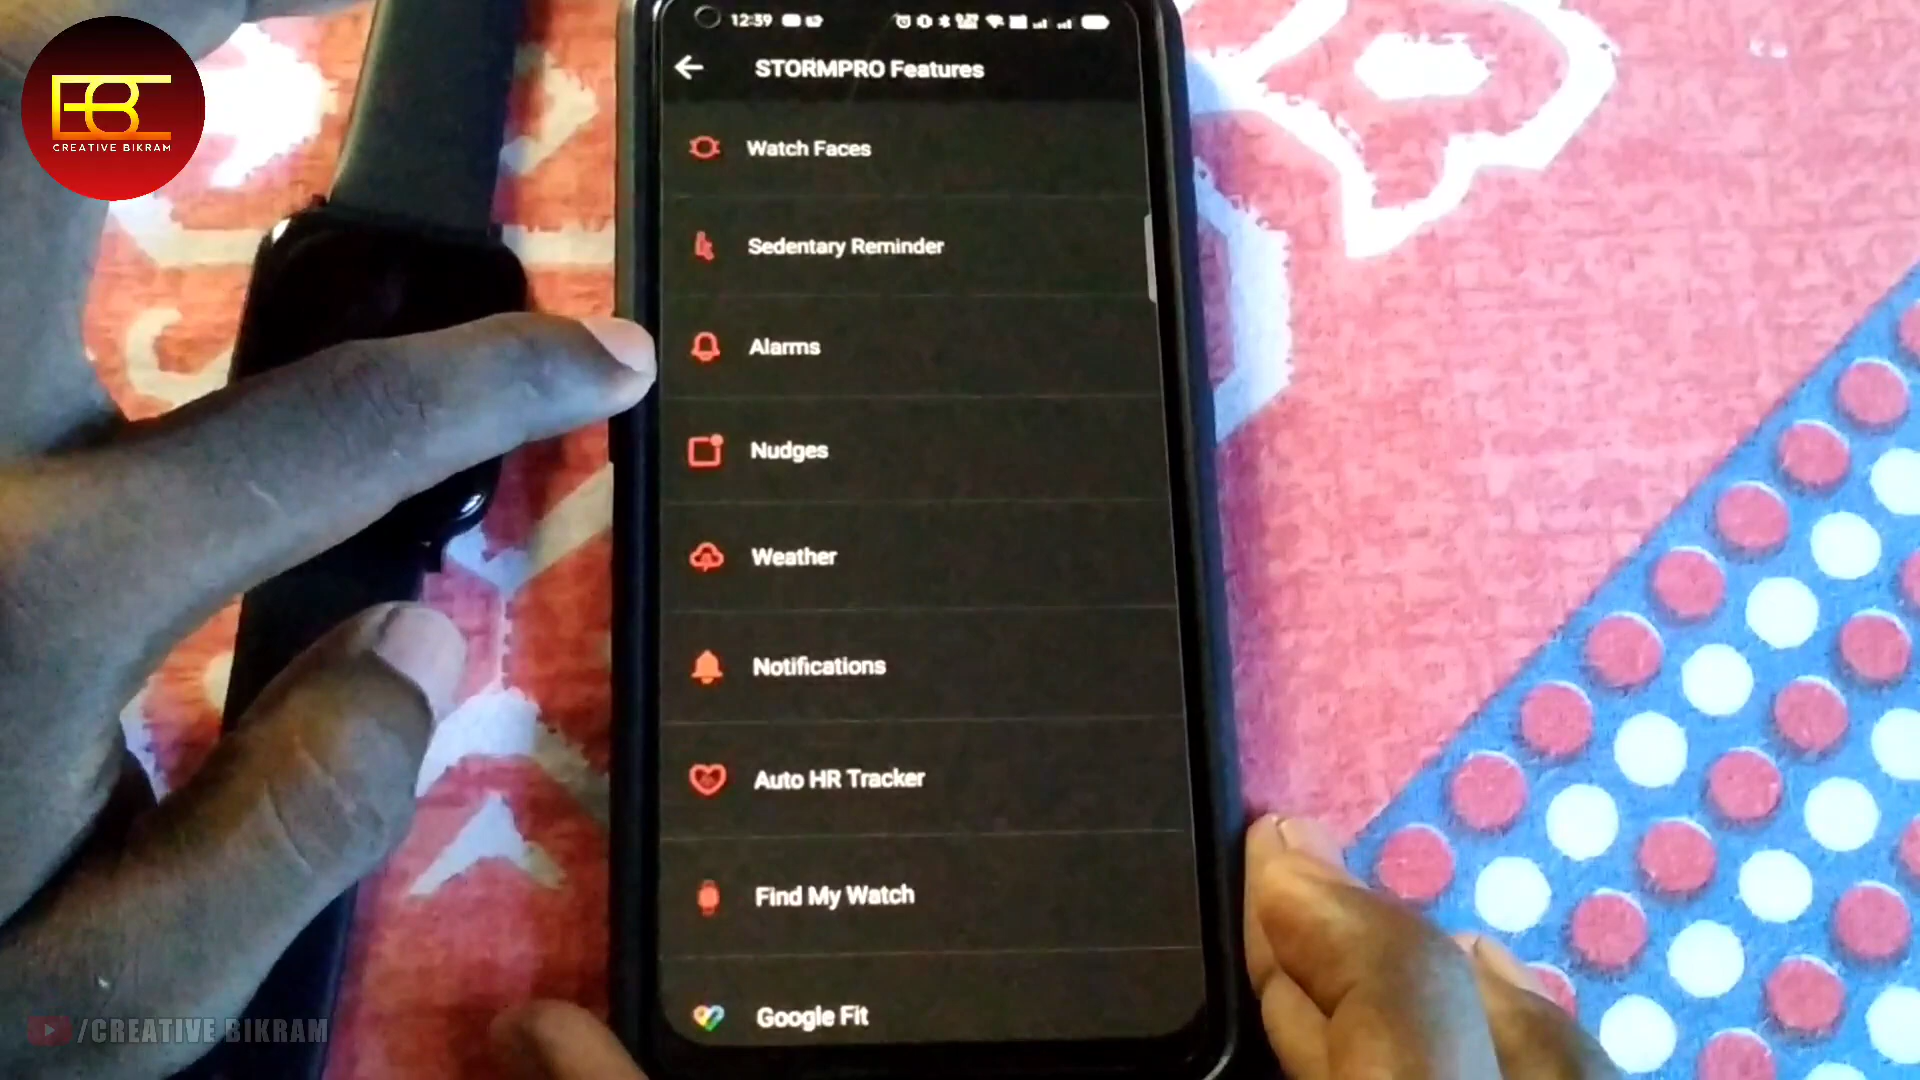 12:59
STORMPRO Features
Watch Faces
Sedentary Reminder
Alarms
Nudges
Weather
Notifications
Auto HR Tracker
Find My Watch
Google Fit
CREATIVE BIKRAM
/CREATIVE BIKRAM